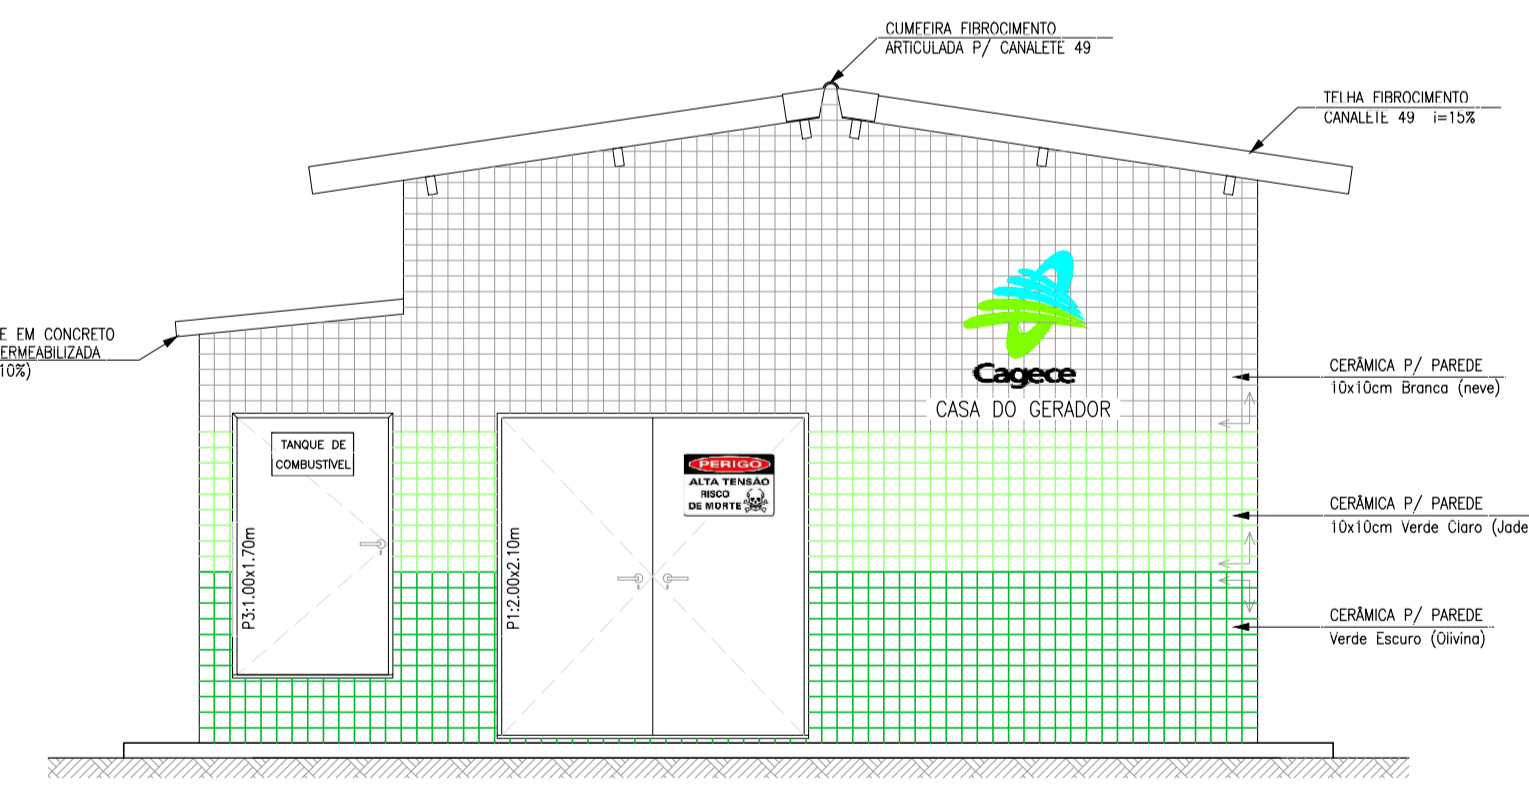 CUMEEIRA FIBROCIMENTO
ARTICULADA P/ CANALETE 49
TELHA FIBROCIMENTO
CANALETE 49 i=15%
E EM CONCRETO
ERMEABILIZADA
10%)
Cagece
CASA DO GERADOR
CERÂMICA P/ PAREDE
10x10cm Branca (neve)
TANQUE DE
COMBUSTÍVEL
PERIGO
ALTA TENSÃO
RISCO
DE MORTE
P3:1.00x1.70m
P1:2.00x2.10m
CERÂMICA P/ PAREDE
10x10cm Verde Claro (Jade
CERÂMICA P/ PAREDE
Verde Escuro (Olivina)